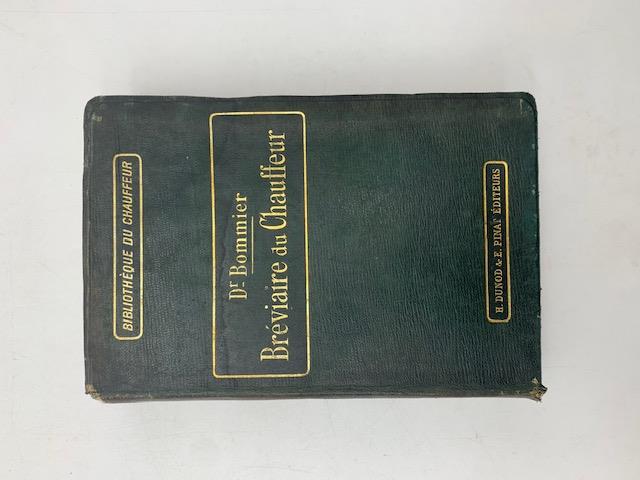 BIBLIOTHÈQUE DU CHAUFFEUR
Dr Bommier
Bréviaire du Chauffeur
H. DUNOD & E. PINAT ÉDITEURS